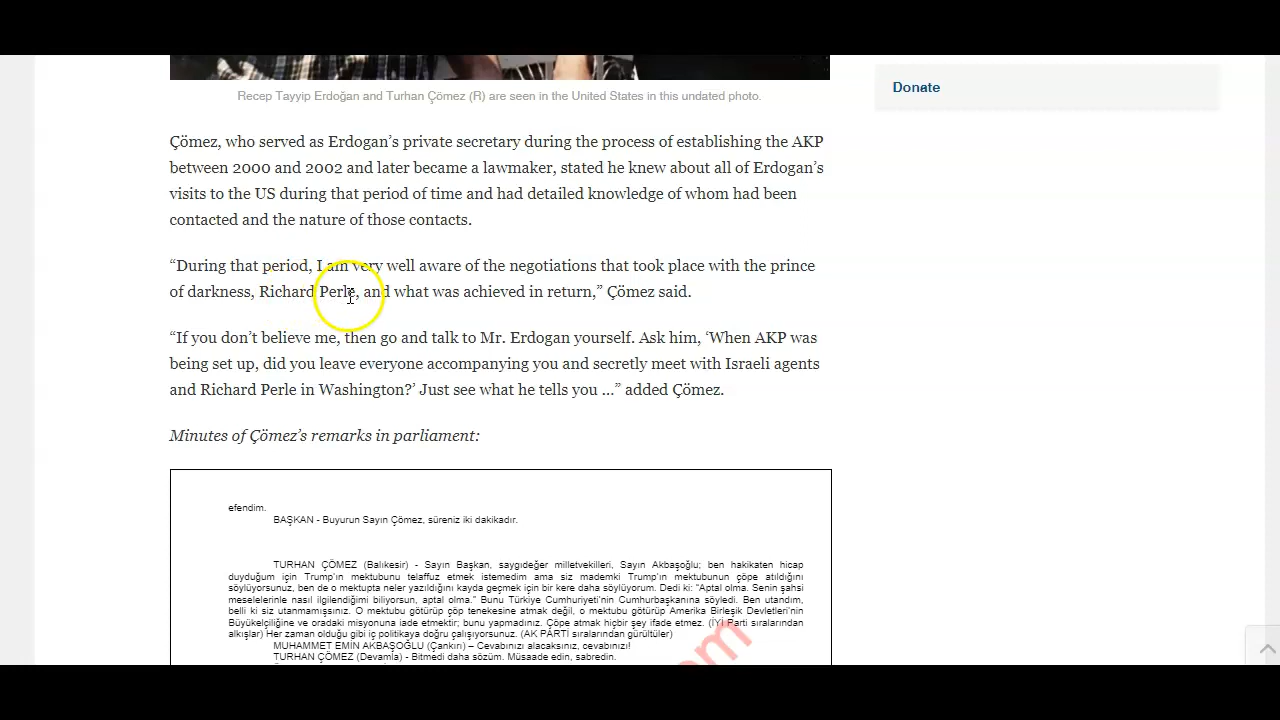 Recep Tayyip Erdoğan and Turhan Çömez (R) are seen in the United States in this undated photo.
Donate
Çömez, who served as Erdogan’s private secretary during the process of establishing the AKP
between 2000 and 2002 and later became a lawmaker, stated he knew about all of Erdogan’s
visits to the US during that period of time and had detailed knowledge of whom had been
contacted and the nature of those contacts.
“During that period, I am very well aware of the negotiations that took place with the prince
of darkness, Richard Perle, and what was achieved in return,” Çömez said.
“If you don’t believe me, then go and talk to Mr. Erdogan yourself. Ask him, ‘When AKP was
being set up, did you leave everyone accompanying you and secretly meet with Israeli agents
and Richard Perle in Washington?’ Just see what he tells you …” added Çömez.
Minutes of Çömez’s remarks in parliament:
efendim.
BAŞKAN - Buyurun Sayın Çömez, süreniz iki dakikadır.
TURHAN ÇÖMEZ (Balıkesir) - Sayın Başkan, saygıdeğer milletvekilleri, Sayın Akbaşoğlu; ben hakikaten hicap
duyduğum için Trump'ın mektubunu telaffuz etmek istemedim ama siz mademki Trump'ın mektubunun çöpe atıldığını
söylüyorsunuz, ben de o mektupta neler yazıldığını kayda geçmek için bir kere daha söylüyorum. Dedi ki: "Aptal olma. Senin şahsi
meselelerinle nasıl ilgilendiğimi biliyorsun, aptal olma." Bunu Türkiye Cumhuriyeti'nin Cumhurbaşkanına söyledi. Ben utandım,
belli ki siz utanmamışsınız. O mektubu götürüp çöp tenekesine atmak değil, o mektubu götürüp Amerika Birleşik Devletleri'nin
Büyükelçiliğine ve oradaki misyonuna iade etmektir; bunu yapmadınız. Çöpe atmak hiçbir şey ifade etmez. (İYİ Parti sıralarından
alkışlar) Her zaman olduğu gibi iç politikaya doğru çalışıyorsunuz. (AK PARTİ sıralarından gürültüler)
MUHAMMET EMİN AKBAŞOĞLU (Çankırı) – Cevabınızı alacaksınız, cevabınızı!
TURHAN ÇÖMEZ (Devamla) - Bitmedi daha sözüm. Müsaade edin, sabredin.
om